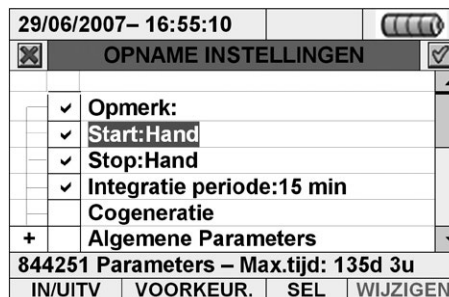 29/06/2007– 16:55:10
OPNAME INSTELLINGEN
Opmerk:
Start:Hand
Stop:Hand
Integratie periode:15 min
Cogeneratie
+ Algemene Parameters
844251 Parameters – Max.tijd: 135d 3u
IN/UITV VOORKEUR. SEL WIJZIGEN